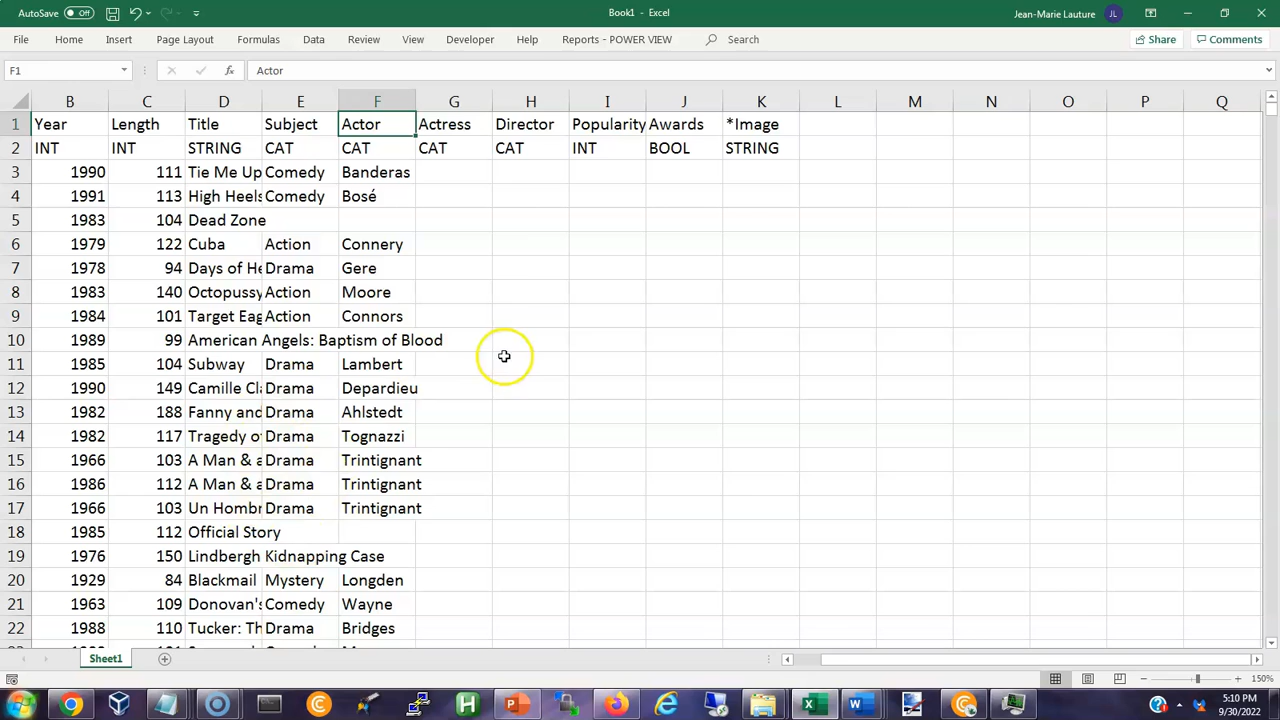 AutoSave Off Book1 - Excel Jean-Marie Lauture JL
File Home Insert Page Layout Formulas Data Review View Developer Help Reports - POWER VIEW Search Share Comments
F1 fx Actor
B C D E F G H I J K L M N O P Q
1 Year Length Title Subject Actor Actress Director Popularity Awards *Image
2 INT INT STRING CAT CAT CAT CAT INT BOOL STRING
3 1990 111 Tie Me Up Comedy Banderas
4 1991 113 High Heels Comedy Bosé
5 1983 104 Dead Zone
6 1979 122 Cuba Action Connery
7 1978 94 Days of He Drama Gere
8 1983 140 Octopussy Action Moore
9 1984 101 Target Eag Action Connors
10 1989 99 American Angels: Baptism of Blood
11 1985 104 Subway Drama Lambert
12 1990 149 Camille Cl Drama Depardieu
13 1982 188 Fanny and Drama Ahlstedt
14 1982 117 Tragedy o Drama Tognazzi
15 1966 103 A Man & a Drama Trintignant
16 1986 112 A Man & a Drama Trintignant
17 1966 103 Un Hombr Drama Trintignant
18 1985 112 Official Story
19 1976 150 Lindbergh Kidnapping Case
20 1929 84 Blackmail Mystery Longden
21 1963 109 Donovan's Comedy Wayne
22 1988 110 Tucker: Th Drama Bridges
Sheet1
150%
5:10 PM
9/30/2022